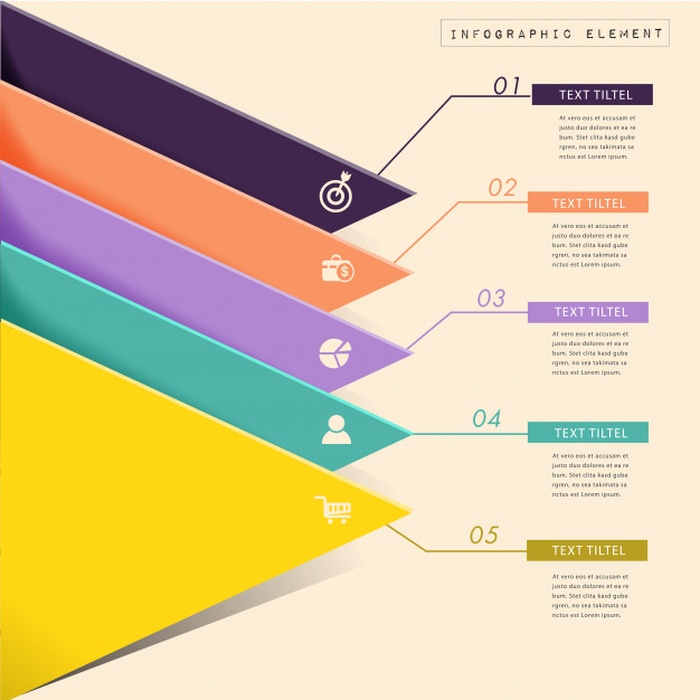 INFOGRAPHIC ELEMENT
01
TEXT TILTEL
At vero eos et accusam et
justo duo dolores et ea re
bum. Stet clita kasd gube
rgren, no sea takimata sa
nctus est Lorem ipsum.
02
TEXT TILTEL
At vero eos et accusam et
justo duo dolores et ea re
bum. Stet clita kasd gube
rgren, no sea takimata sa
nctus est Lorem ipsum.
$
03
TEXT TILTEL
At vero eos et accusam et
justo duo dolores et ea re
bum. Stet clita kasd gube
rgren, no sea takimata sa
nctus est Lorem ipsum.
04
TEXT TILTEL
At vero eos et accusam et
justo duo dolores et ea re
bum. Stet clita kasd gube
rgren, no sea takimata sa
nctus est Lorem ipsum.
05
TEXT TILTEL
At vero eos et accusam et
justo duo dolores et ea re
bum. Stet clita kasd gube
rgren, no sea takimata sa
nctus est Lorem ipsum.